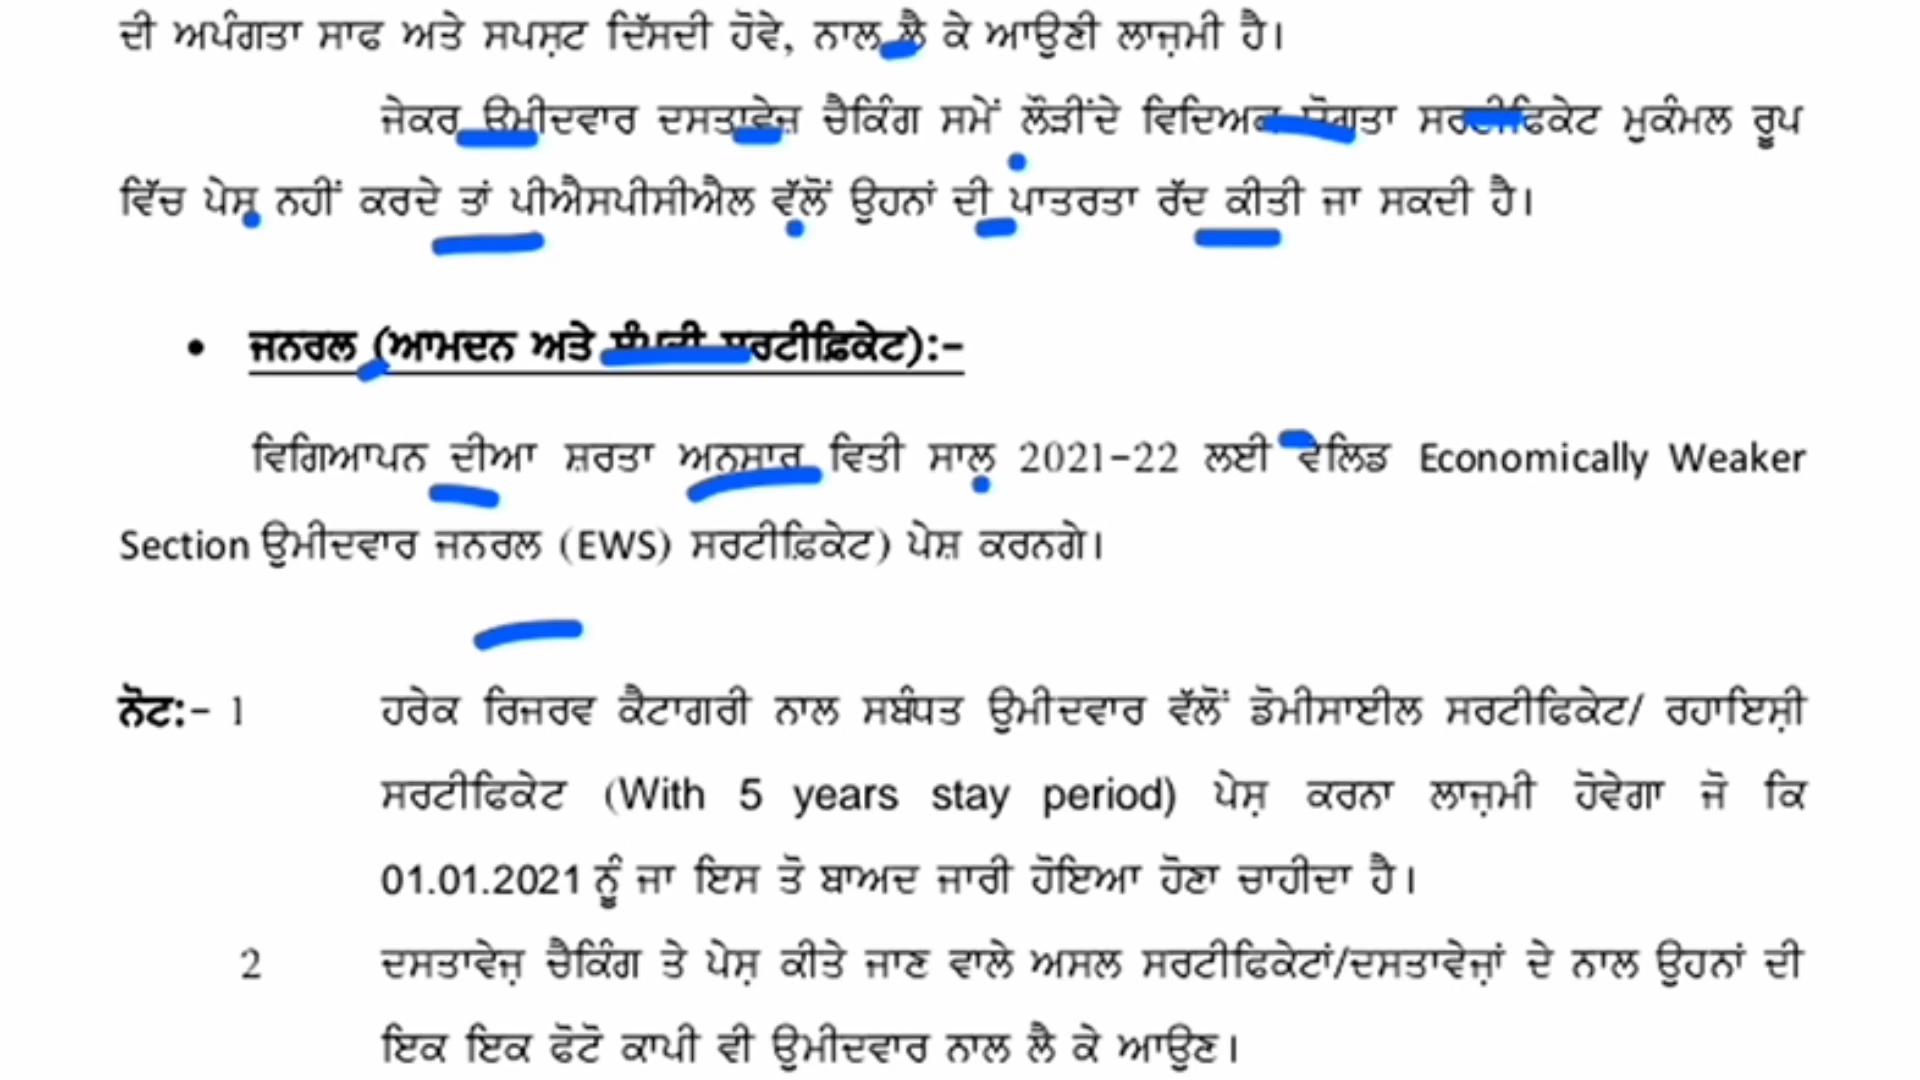 ਦੀ ਅਪੰਗਤਾ ਸਾਫ ਅਤੇ ਸਪਸ਼ਟ ਦਿੱਸਦੀ ਹੋਵੇ, ਨਾਲ ਲੈ ਕੇ ਆਉਣੀ ਲਾਜ਼ਮੀ ਹੈ।
ਜੇਕਰ ਉਮੀਦਵਾਰ ਦਸਤਾਵੇਜ਼ ਚੈਕਿੰਗ ਸਮੇਂ ਲੌੜੀਂਦੇ ਵਿਦਿਅਕ ਯੋਗਤਾ ਸਰਟੀਫਿਕੇਟ ਮੁਕੰਮਲ ਰੂਪ
ਵਿੱਚ ਪੇਸ਼ ਨਹੀਂ ਕਰਦੇ ਤਾਂ ਪੀਐਸਪੀਸੀਐਲ ਵੱਲੋਂ ਉਹਨਾਂ ਦੀ ਪਾਤਰਤਾ ਰੱਦ ਕੀਤੀ ਜਾ ਸਕਦੀ ਹੈ।
• ਜਨਰਲ (ਆਮਦਨ ਅਤੇ ਸੰਪਤੀ ਸਰਟੀਫ਼ਿਕੇਟ):-
ਵਿਗਿਆਪਨ ਦੀਆ ਸ਼ਰਤਾ ਅਨੁਸਾਰ ਵਿਤੀ ਸਾਲ 2021-22 ਲਈ ਵੈਲਿਡ Economically Weaker
Section ਉਮੀਦਵਾਰ ਜਨਰਲ (EWS) ਸਰਟੀਫ਼ਿਕੇਟ) ਪੇਸ਼ ਕਰਨਗੇ।
ਨੋਟ:- 1 ਹਰੇਕ ਰਿਜਰਵ ਕੈਟਾਗਰੀ ਨਾਲ ਸਬੰਧਤ ਉਮੀਦਵਾਰ ਵੱਲੋਂ ਡੋਮੀਸਾਈਲ ਸਰਟੀਫਿਕੇਟ/ ਰਹਾਇਸ਼ੀ
ਸਰਟੀਫਿਕੇਟ (With 5 years stay period) ਪੇਸ਼ ਕਰਨਾ ਲਾਜ਼ਮੀ ਹੋਵੇਗਾ ਜੋ ਕਿ
01.01.2021 ਨੂੰ ਜਾ ਇਸ ਤੋ ਬਾਅਦ ਜਾਰੀ ਹੋਇਆ ਹੋਣਾ ਚਾਹੀਦਾ ਹੈ।
2 ਦਸਤਾਵੇਜ਼ ਚੈਕਿੰਗ ਤੇ ਪੇਸ਼ ਕੀਤੇ ਜਾਣ ਵਾਲੇ ਅਸਲ ਸਰਟੀਫਿਕੇਟਾਂ/ਦਸਤਾਵੇਜ਼ਾਂ ਦੇ ਨਾਲ ਉਹਨਾਂ ਦੀ
ਇਕ ਇਕ ਫੋਟੋ ਕਾਪੀ ਵੀ ਉਮੀਦਵਾਰ ਨਾਲ ਲੈ ਕੇ ਆਉਣ।